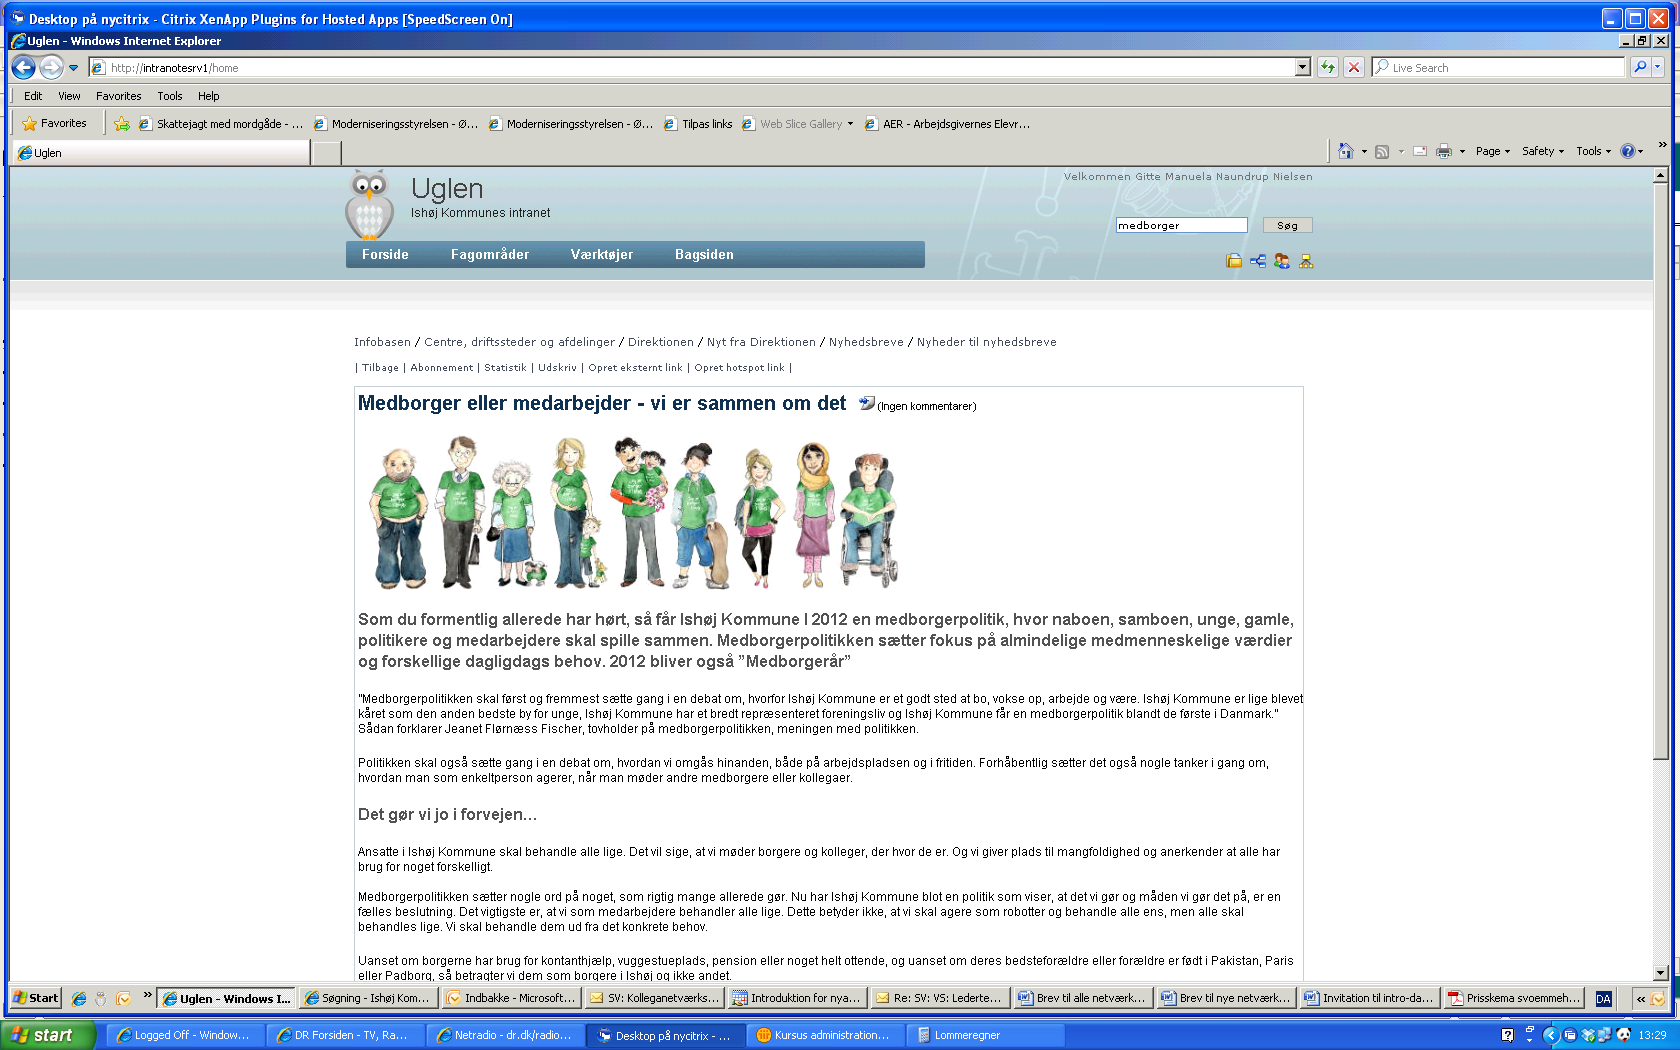 Desktop på nycitrix - Citrix XenApp Plugins for Hosted Apps [SpeedScreen On]
Uglen - Windows Internet Explorer
http://intranotesrv1/home
Live Search
Edit View Favorites Tools Help
Favorites Skattejagt med mordgåde - ... Moderniseringsstyrelsen - Ø... Moderniseringsstyrelsen - Ø... Tilpas links Web Slice Gallery AER - Arbejdsgivernes Elevr...
Uglen
Page Safety Tools
Velkommen Gitte Manuela Naundrup Nielsen
Uglen
Ishøj Kommunes intranet
medborger Søg
Forside Fagområder Værktøjer Bagsiden
Infobasen / Centre, driftssteder og afdelinger / Direktionen / Nyt fra Direktionen / Nyhedsbreve / Nyheder til nyhedsbreve
| Tilbage | Abonnement | Statistik | Udskriv | Opret eksternt link | Opret hotspot link |
Medborger eller medarbejder - vi er sammen om det (Ingen kommentarer)
Som du formentlig allerede har hørt, så får Ishøj Kommune I 2012 en medborgerpolitik, hvor naboen, samboen, unge, gamle,
politikere og medarbejdere skal spille sammen. Medborgerpolitikken sætter fokus på almindelige medmenneskelige værdier
og forskellige dagligdags behov. 2012 bliver også ”Medborgerår”
"Medborgerpolitikken skal først og fremmest sætte gang i en debat om, hvorfor Ishøj Kommune er et godt sted at bo, vokse op, arbejde og være. Ishøj Kommune er lige blevet
kåret som den anden bedste by for unge, Ishøj Kommune har et bredt repræsenteret foreningsliv og Ishøj Kommune får en medborgerpolitik blandt de første i Danmark."
Sådan forklarer Jeanet Flørnæss Fischer, tovholder på medborgerpolitikken, meningen med politikken.
Politikken skal også sætte gang i en debat om, hvordan vi omgås hinanden, både på arbejdspladsen og i fritiden. Forhåbentlig sætter det også nogle tanker i gang om,
hvordan man som enkeltperson agerer, når man møder andre medborgere eller kollegaer.
Det gør vi jo i forvejen...
Ansatte i Ishøj Kommune skal behandle alle lige. Det vil sige, at vi møder borgere og kolleger, der hvor de er. Og vi giver plads til mangfoldighed og anerkender at alle har
brug for noget forskelligt.
Medborgerpolitikken sætter nogle ord på noget, som rigtig mange allerede gør. Nu har Ishøj Kommune blot en politik som viser, at det vi gør og måden vi gør det på, er en
fælles beslutning. Det vigtigste er, at vi som medarbejdere behandler alle lige. Dette betyder ikke, at vi skal agere som robotter og behandle alle ens, men alle skal
behandles lige. Vi skal behandle dem ud fra det konkrete behov.
Uanset om borgerne har brug for kontanthjælp, vuggestueplads, pension eller noget helt ottende, og uanset om deres bedsteforældre eller forældre er født i Pakistan, Paris
eller Padborg, så betragter vi dem som borgere i Ishøj og ikke andet.
Start » Uglen - Windows I... Søgning - Ishøj Kom... Indbakke - Microsoft... SV: Kolleganetværks... Introduktion for nya... Re: SV: VS: Lederte... Brev til alle netværk... Brev til nye netværk... Invitation til intro-da... Prisskema svoemmeh... DA «
start Logged Off - Window... DR Forsiden - TV, Ra... Netradio - dr.dk/radio... Desktop på nycitrix - ... Kursus administration... Lommeregner 13:29